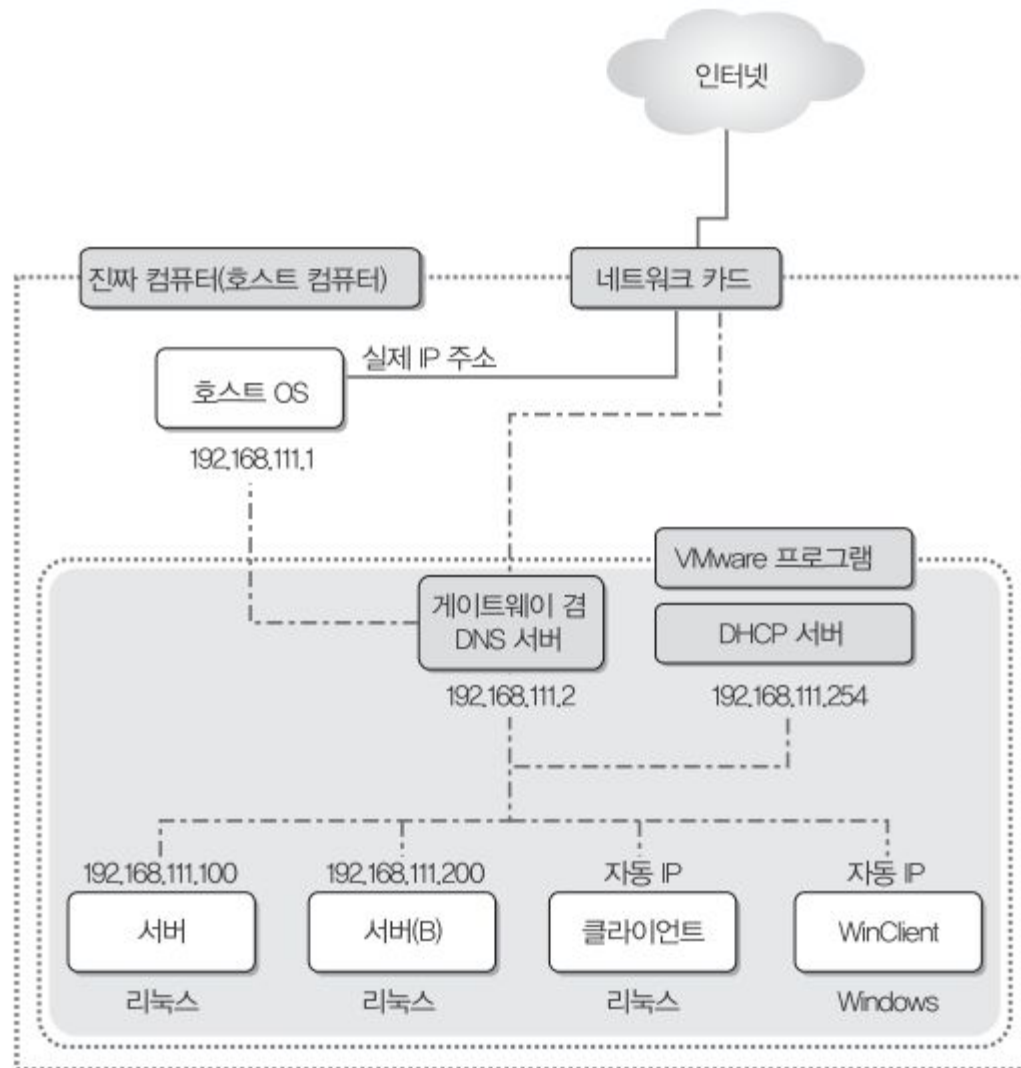 인터넷
진짜 컴퓨터(호스트 컴퓨터)
네트워크 카드
실제 IP 주소
호스트 OS
192.168.111.1
VMware 프로그램
게이트웨이 겸
DNS 서버
DHCP 서버
192.168.111.2
192.168.111.254
192.168.111.100
192.168.111.200
자동 IP
자동 IP
서버
서버(B)
클라이언트
WinClient
리눅스
리눅스
리눅스
Windows